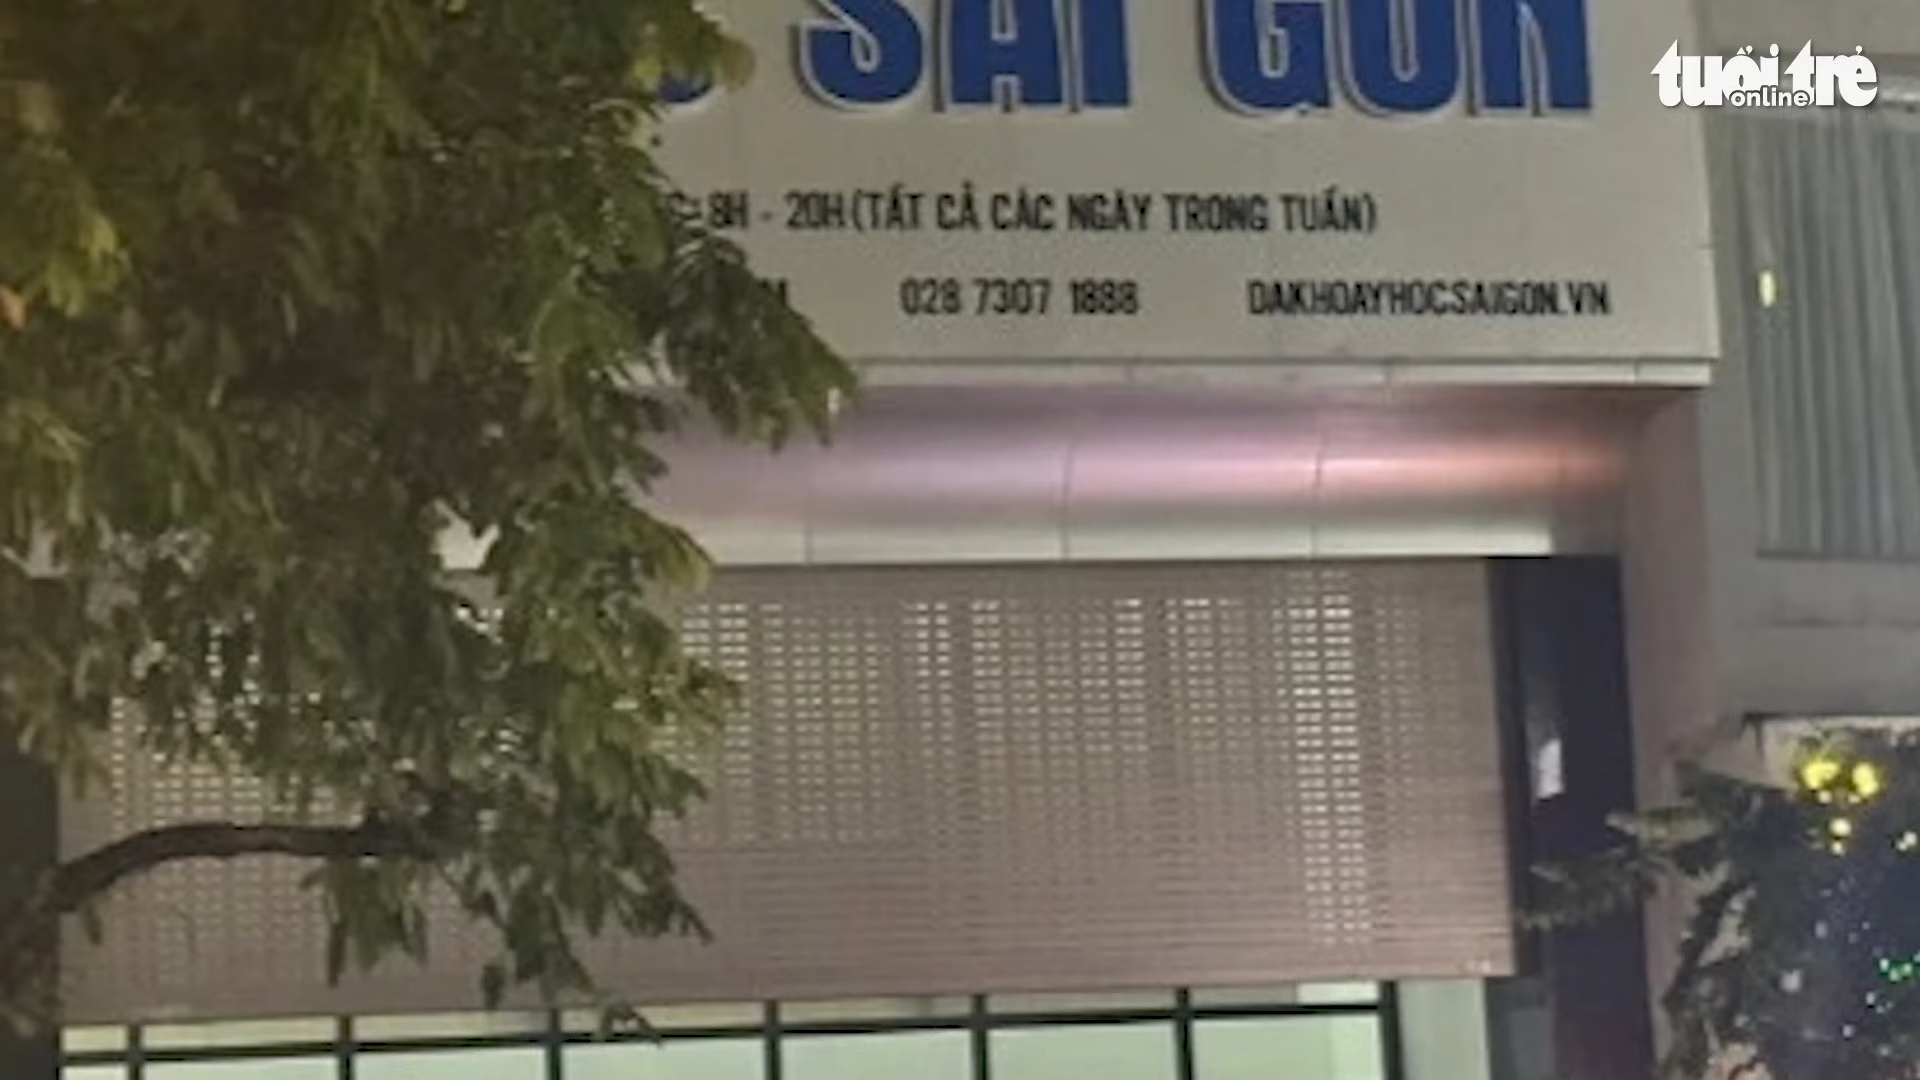 SÀI GÒN
tuổi trẻ
online
8H - 20H (TẤT CẢ CÁC NGÀY TRONG TUẦN)
028 7307 1888 DAKHOAYHOCSAIGON.VN